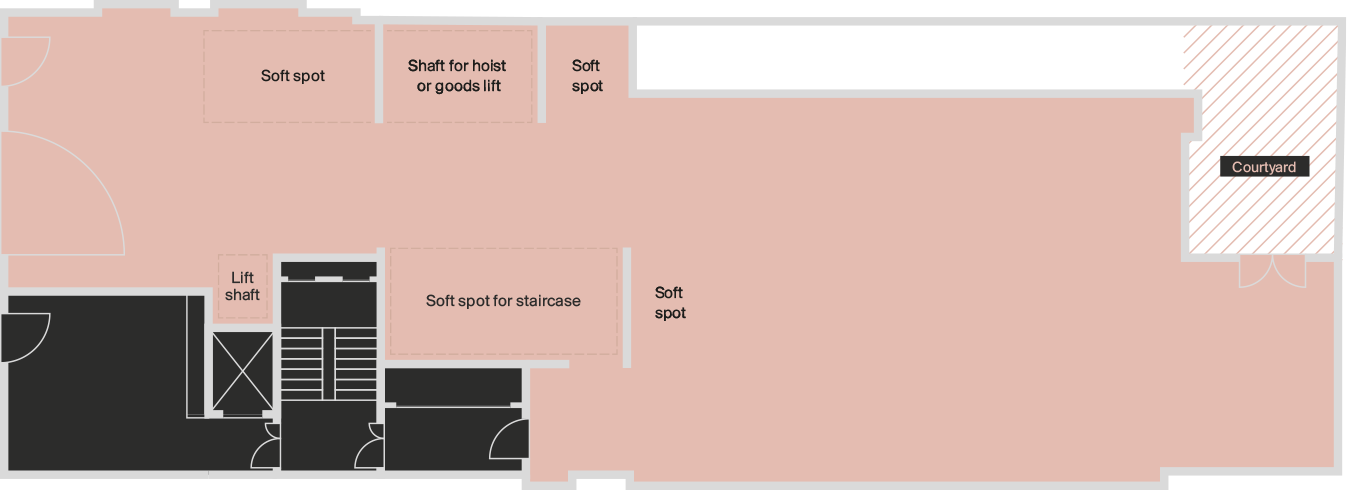 Soft spot
Shaft for hoist
or goods lift
Soft
spot
Courtyard
Lift
shaft
Soft spot for staircase
Soft
spot